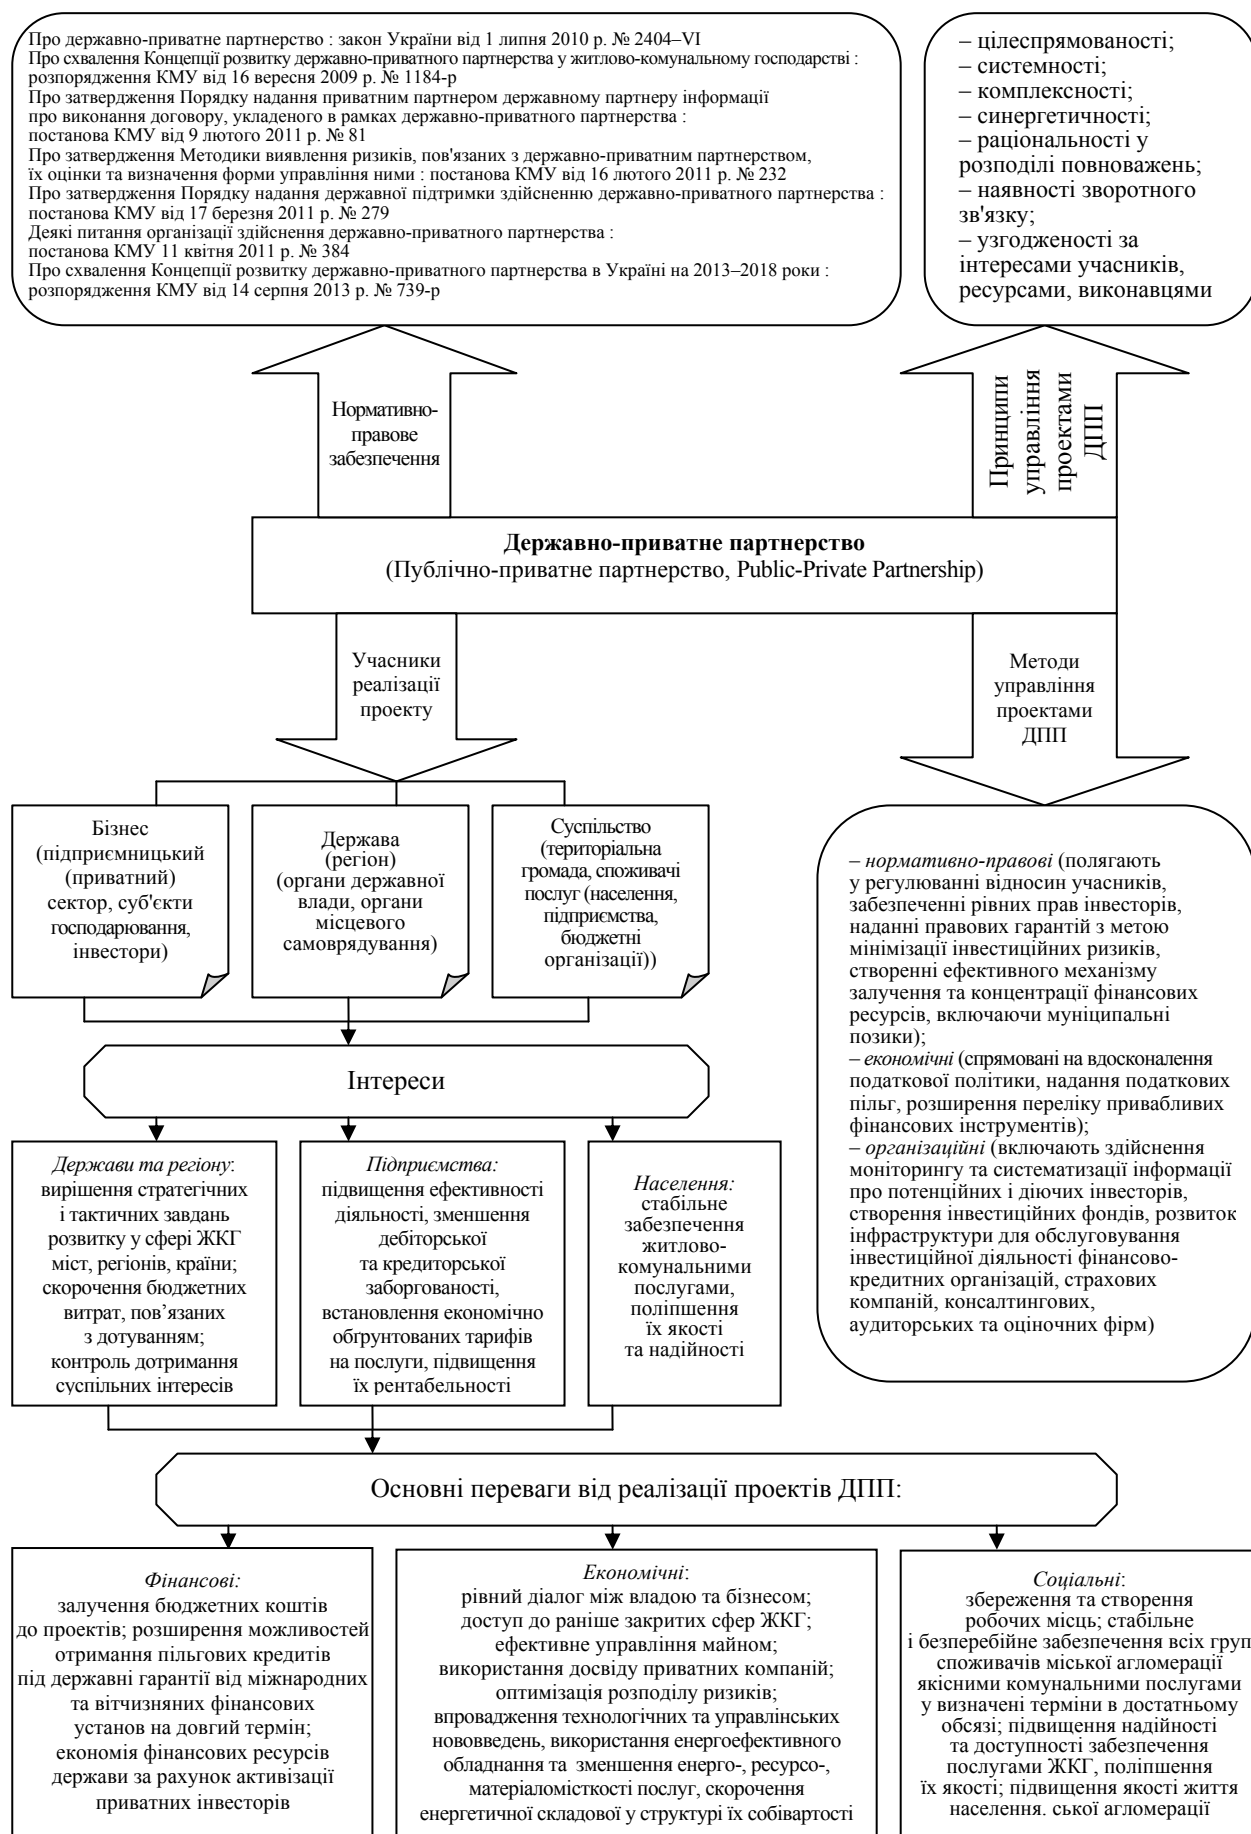 Про державно-приватне партнерство : закон України від 1 липня 2010 р. № 2404–VI
Про схвалення Концепції розвитку державно-приватного партнерства у житлово-комунальному господарстві :
розпорядження КМУ від 16 вересня 2009 р. № 1184-р
Про затвердження Порядку надання приватним партнером державному партнеру інформації
про виконання договору, укладеного в рамках державно-приватного партнерства :
постанова КМУ від 9 лютого 2011 р. № 81
Про затвердження Методики виявлення ризиків, пов'язаних з державно-приватним партнерством,
їх оцінки та визначення форми управління ними : постанова КМУ від 16 лютого 2011 р. № 232
Про затвердження Порядку надання державної підтримки здійсненню державно-приватного партнерства :
постанова КМУ від 17 березня 2011 р. № 279
Деякі питання організації здійснення державно-приватного партнерства :
постанова КМУ 11 квітня 2011 р. № 384
Про схвалення Концепції розвитку державно-приватного партнерства в Україні на 2013–2018 роки :
розпорядження КМУ від 14 серпня 2013 р. № 739-р
– цілеспрямованості;
– системності;
– комплексності;
– синергетичності;
– раціональності у
розподілі повноважень;
– наявності зворотного
зв'язку;
– узгодженості за
інтересами учасників,
ресурсами, виконавцями
Нормативно-
правове
забезпечення
Принципи
управління
проектами
ДПП
Державно-приватне партнерство
(Публічно-приватне партнерство, Public-Private Partnership)
Учасники
реалізації
проекту
Методи
управління
проектами
ДПП
Бізнес
(підприємницький
(приватний)
сектор, суб'єкти
господарювання,
інвестори)
Держава
(регіон)
(органи державної
влади, органи
місцевого
самоврядування)
Суспільство
(територіальна
громада, споживачі
послуг (населення,
підприємства,
бюджетні
організації))
– нормативно-правові (полягають
у регулюванні відносин учасників,
забезпеченні рівних прав інвесторів,
наданні правових гарантій з метою
мінімізації інвестиційних ризиків,
створенні ефективного механізму
залучення та концентрації фінансових
ресурсів, включаючи муніципальні
позики);
– економічні (спрямовані на вдосконалення
податкової політики, надання податкових
пільг, розширення переліку привабливих
фінансових інструментів);
– організаційні (включають здійснення
моніторингу та систематизації інформації
про потенційних і діючих інвесторів,
створення інвестиційних фондів, розвиток
інфраструктури для обслуговування
інвестиційної діяльності фінансово-
кредитних організацій, страхових
компаній, консалтингових,
аудиторських та оціночних фірм)
Інтереси
Держави та регіону:
вирішення стратегічних
і тактичних завдань
розвитку у сфері ЖКГ
міст, регіонів, країни;
скорочення бюджетних
витрат, пов’язаних
з дотуванням;
контроль дотримання
суспільних інтересів
Підприємства:
підвищення ефективності
діяльності, зменшення
дебіторської
та кредиторської
заборгованості,
встановлення економічно
обґрунтованих тарифів
на послуги, підвищення
їх рентабельності
Населення:
стабільне
забезпечення
житлово-
комунальними
послугами,
поліпшення
їх якості
та надійності
Основні переваги від реалізації проектів ДПП:
Фінансові:
залучення бюджетних коштів
до проектів; розширення можливостей
отримання пільгових кредитів
під державні гарантії від міжнародних
та вітчизняних фінансових
установ на довгий термін;
економія фінансових ресурсів
держави за рахунок активізації
приватних інвесторів
Економічні:
рівний діалог між владою та бізнесом;
доступ до раніше закритих сфер ЖКГ;
ефективне управління майном;
використання досвіду приватних компаній;
оптимізація розподілу ризиків;
впровадження технологічних та управлінських
нововведень, використання енергоефективного
обладнання та зменшення енерго-, ресурсо-,
матеріаломісткості послуг, скорочення
енергетичної складової у структурі їх собівартості
Соціальні:
збереження та створення
робочих місць; стабільне
і безперебійне забезпечення всіх груп
споживачів міської агломерації
якісними комунальними послугами
у визначені терміни в достатньому
обсязі; підвищення надійності
та доступності забезпечення
послугами ЖКГ, поліпшення
їх якості; підвищення якості життя
населення. ської агломерації